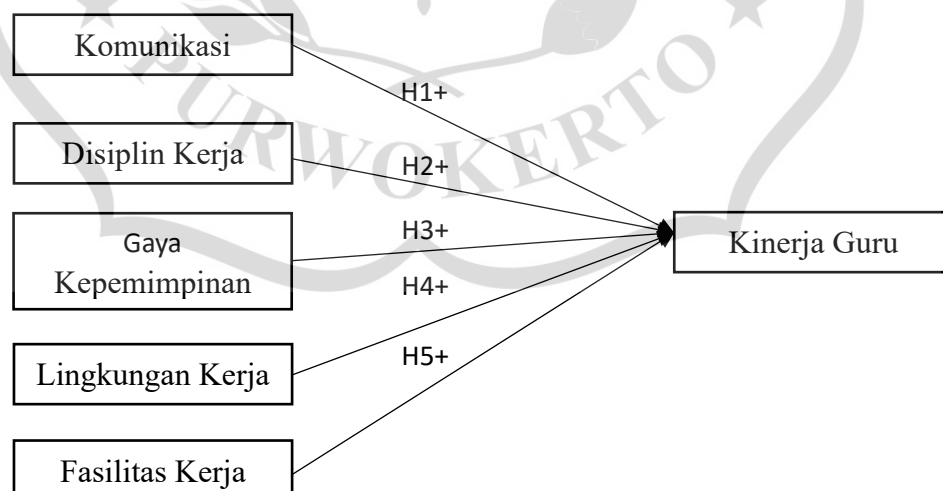 Komunikasi
H1+
Disiplin Kerja
H2+
Gaya
Kepemimpinan
H3+
Kinerja Guru
H4+
Lingkungan Kerja
H5+
Fasilitas Kerja
PURWOKERTO